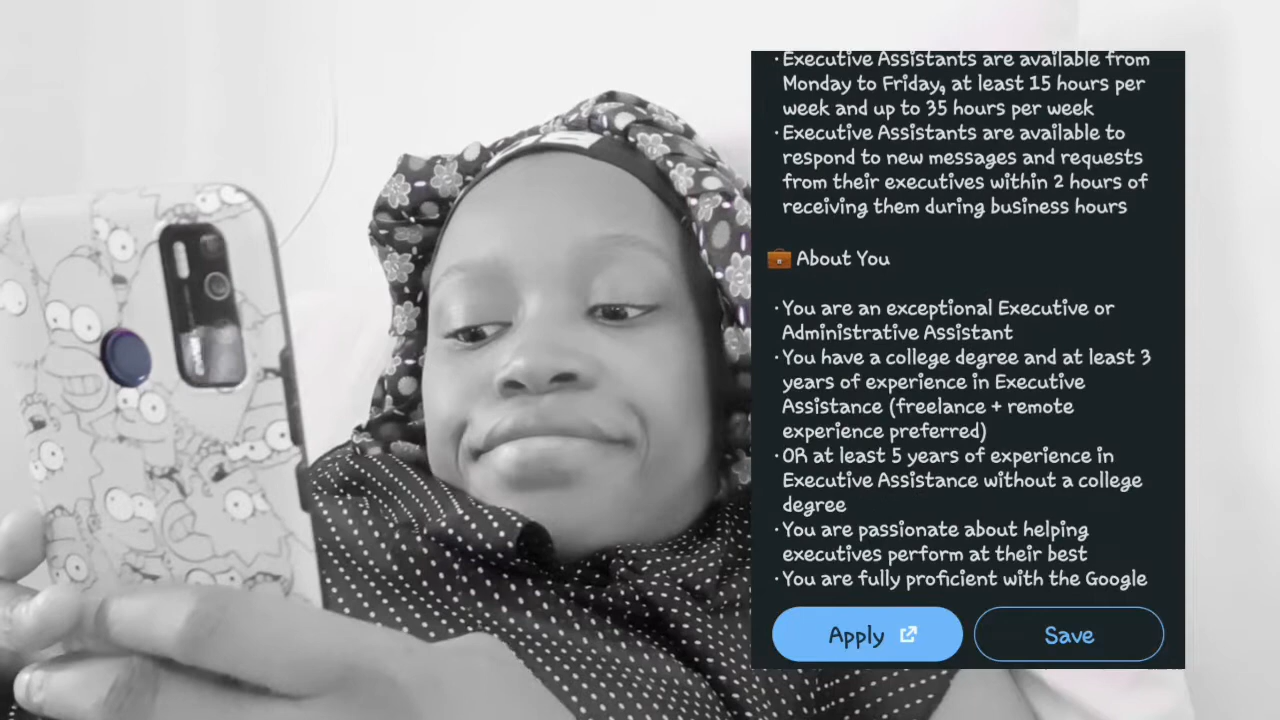 ·Executive Assistants are available from
Monday to Friday, at least 15 hours per
week and up to 35 hours per week
·Executive Assistants are available to
respond to new messages and requests
from their executives within 2 hours of
receiving them during business hours
💼 About You
·You are an exceptional Executive or
Administrative Assistant
·You have a college degree and at least 3
years of experience in Executive
Assistance (freelance + remote
experience preferred)
·OR at least 5 years of experience in
Executive Assistance without a college
degree
·You are passionate about helping
executives perform at their best
·You are fully proficient with the Google
Apply
Save